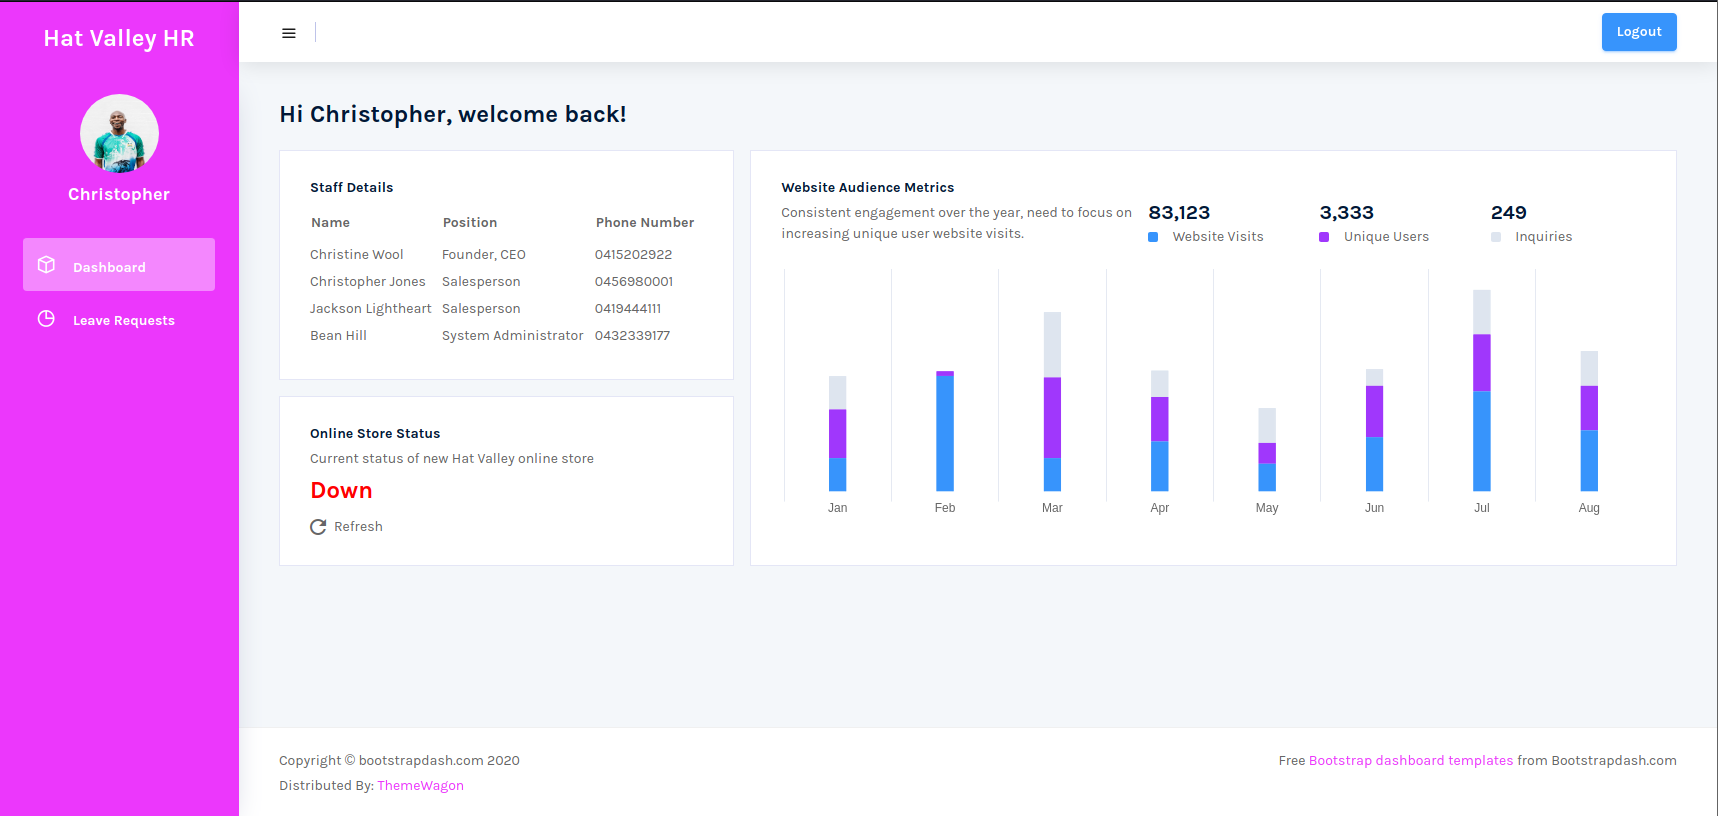 Hat Valley HR
Logout
Christopher
Dashboard
Leave Requests
Hi Christopher, welcome back!
Staff Details
Name Position Phone Number
Christine Wool Founder, CEO 0415202922
Christopher Jones Salesperson 0456980001
Jackson Lightheart Salesperson 0419444111
Bean Hill System Administrator 0432339177
Online Store Status
Current status of new Hat Valley online store
Down
Refresh
Website Audience Metrics
Consistent engagement over the year, need to focus on
increasing unique user website visits.
83,123
Website Visits
3,333
Unique Users
249
Inquiries
Jan Feb Mar Apr May Jun Jul Aug
Copyright © bootstrapdash.com 2020
Distributed By: ThemeWagon
Free Bootstrap dashboard templates from Bootstrapdash.com